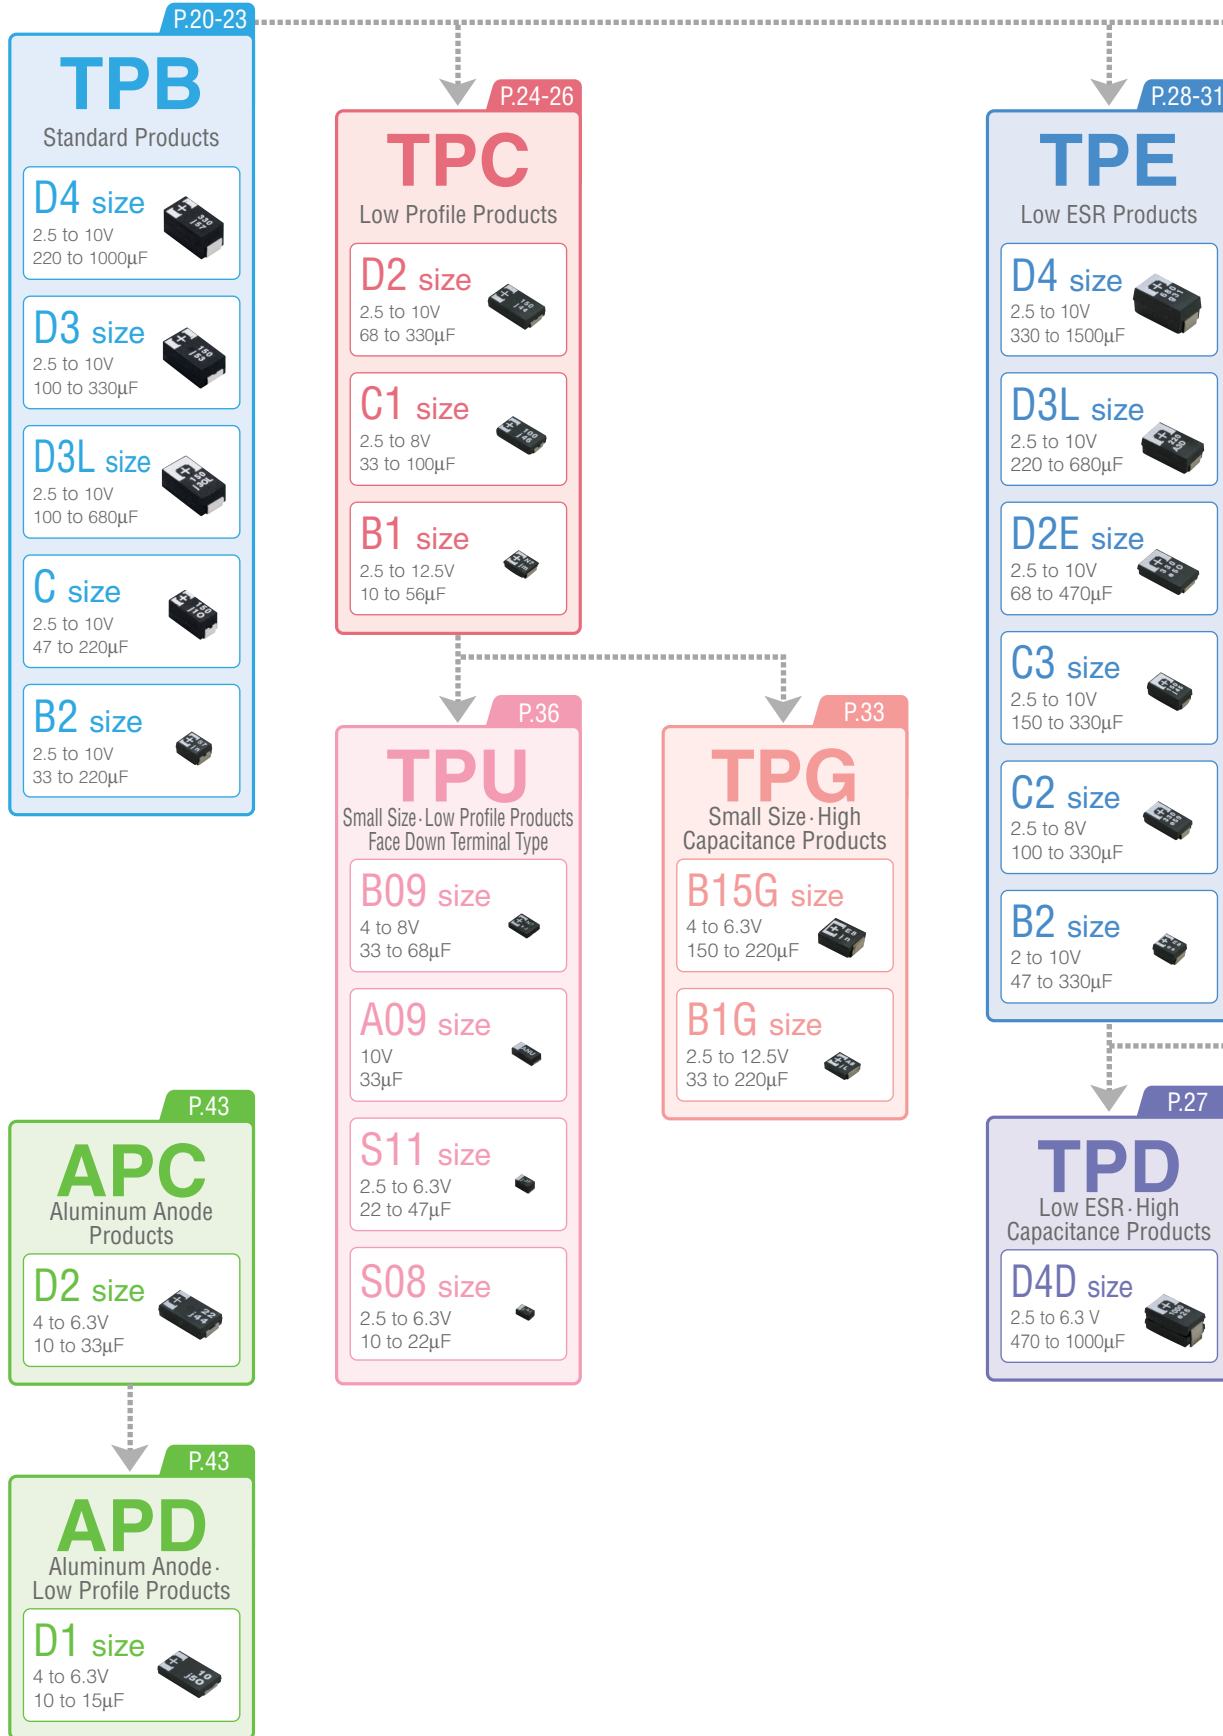 P.20-23
TPB
Standard Products
D4 size
2.5 to 10V
220 to 1000µF
D3 size
2.5 to 10V
100 to 330µF
D3L size
2.5 to 10V
100 to 680µF
C size
2.5 to 10V
47 to 220µF
B2 size
2.5 to 10V
33 to 220µF
P.24-26
TPC
Low Profile Products
D2 size
2.5 to 10V
68 to 330µF
C1 size
2.5 to 8V
33 to 100µF
B1 size
2.5 to 12.5V
10 to 56µF
P.28-31
TPE
Low ESR Products
D4 size
2.5 to 10V
330 to 1500µF
D3L size
2.5 to 10V
220 to 680µF
D2E size
2.5 to 10V
68 to 470µF
C3 size
2.5 to 10V
150 to 330µF
C2 size
2.5 to 8V
100 to 330µF
B2 size
2 to 10V
47 to 330µF
P.36
TPU
Small Size·Low Profile Products
Face Down Terminal Type
B09 size
4 to 8V
33 to 68µF
A09 size
10V
33µF
S11 size
2.5 to 6.3V
22 to 47µF
S08 size
2.5 to 6.3V
10 to 22µF
P.33
TPG
Small Size·High
Capacitance Products
B15G size
4 to 6.3V
150 to 220µF
B1G size
2.5 to 12.5V
33 to 220µF
P.27
TPD
Low ESR·High
Capacitance Products
D4D size
2.5 to 6.3 V
470 to 1000µF
P.43
APC
Aluminum Anode
Products
D2 size
4 to 6.3V
10 to 33µF
P.43
APD
Aluminum Anode·
Low Profile Products
D1 size
4 to 6.3V
10 to 15µF